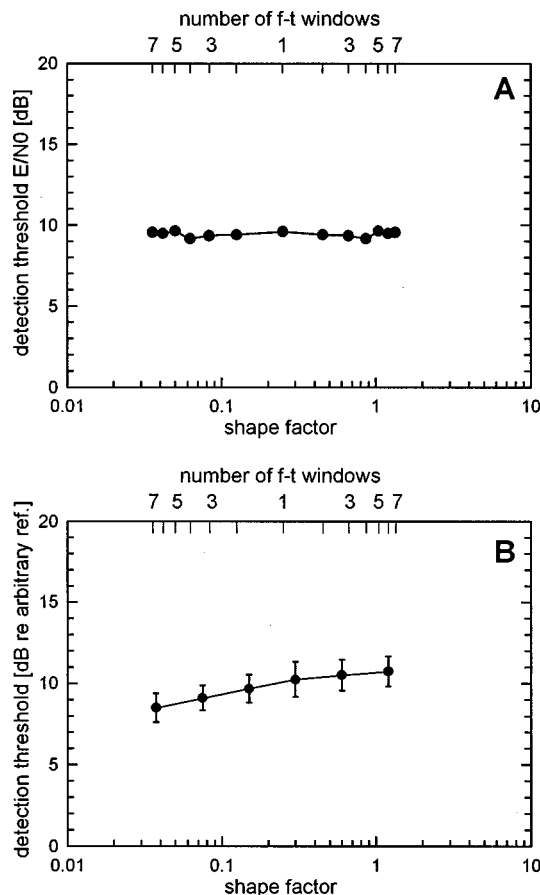 number of f-t windows
7 5 3 1 3 5 7
20
15
10
5
0
detection threshold E/N0 [dB]
A
0.01 0.1 1 10
shape factor
number of f-t windows
7 5 3 1 3 5 7
20
15
10
5
0
detection threshold [dB re arbitrary ref.]
B
0.01 0.1 1 10
shape factor